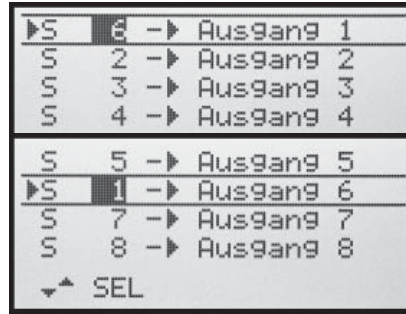 ▶S 6 –▶ Ausgang 1
S 2 –▶ Ausgang 2
S 3 –▶ Ausgang 3
S 4 –▶ Ausgang 4
S 5 –▶ Ausgang 5
▶S 1 –▶ Ausgang 6
S 7 –▶ Ausgang 7
S 8 –▶ Ausgang 8
SEL